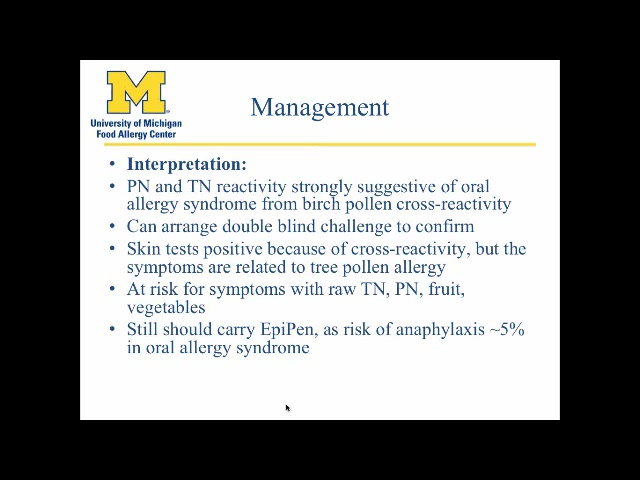 M
University of Michigan
Food Allergy Center
Management
• Interpretation:
• PN and TN reactivity strongly suggestive of oral
allergy syndrome from birch pollen cross-reactivity
• Can arrange double blind challenge to confirm
• Skin tests positive because of cross-reactivity, but the
symptoms are related to tree pollen allergy
• At risk for symptoms with raw TN, PN, fruit,
vegetables
• Still should carry EpiPen, as risk of anaphylaxis ~5%
in oral allergy syndrome